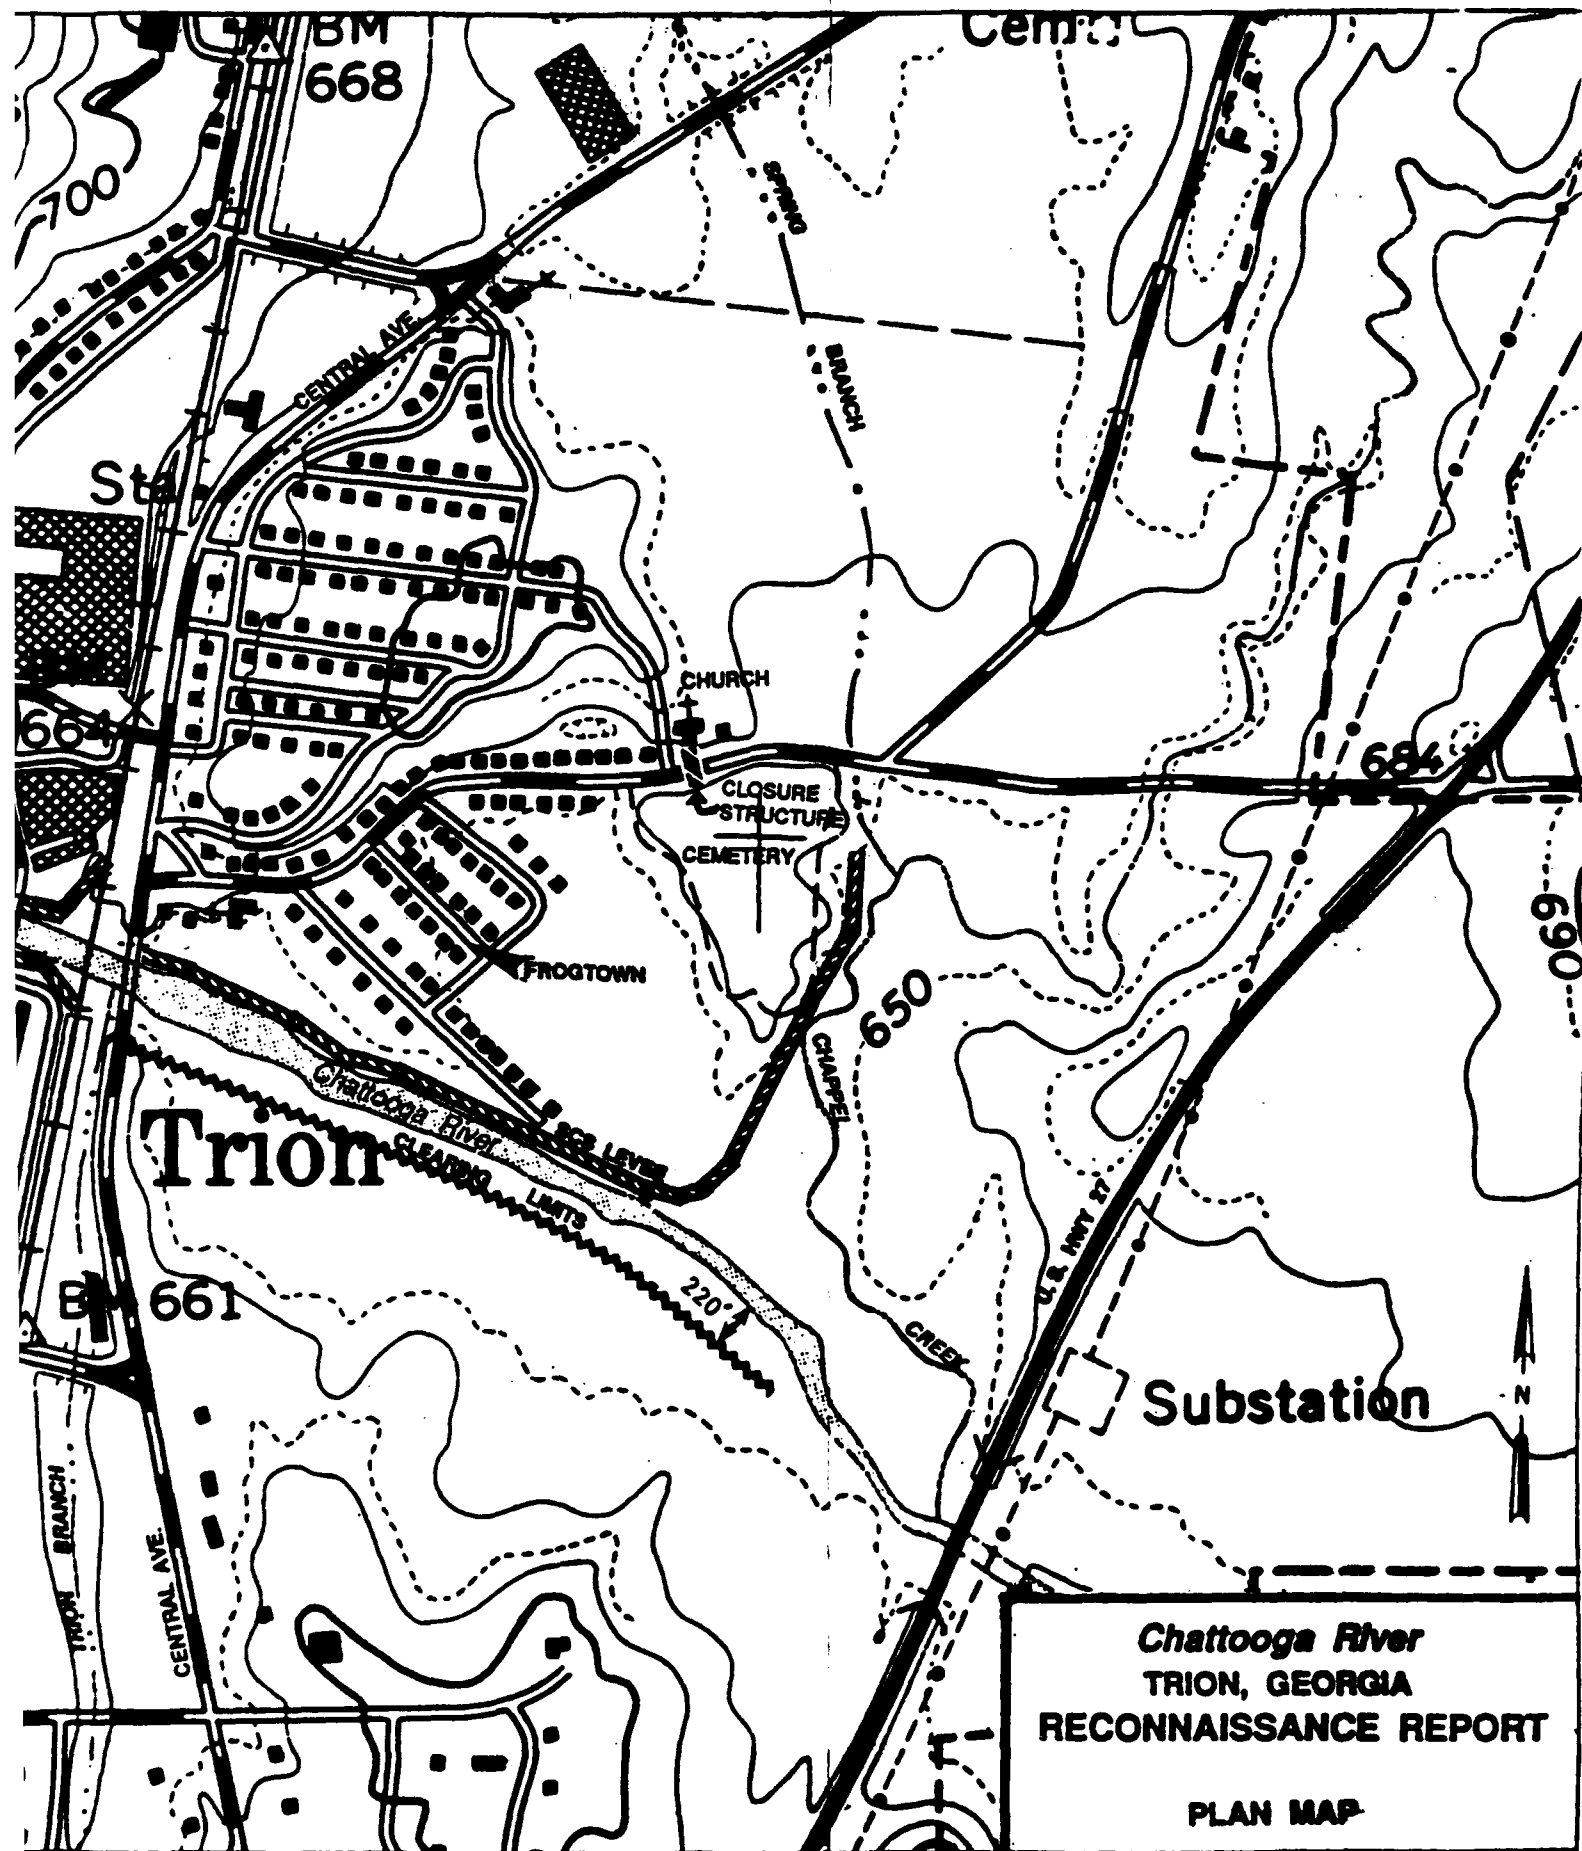 BM
668
Cem
700
SPRING
BRANCH
CENTRAL AVE.
Sta
664
CHURCH
CLOSURE
STRUCTURE
CEMETERY
684
690
FROGTOWN
650
CHAPPEL
Chattooga River
SCS LEVEE
CLEARING
LIMITS
Trion
220'
U.S. HWY 27
BM 661
CREEK
Substation
N
TRION BRANCH
CENTRAL AVE.
Chattooga River
TRION, GEORGIA
RECONNAISSANCE REPORT
PLAN MAP